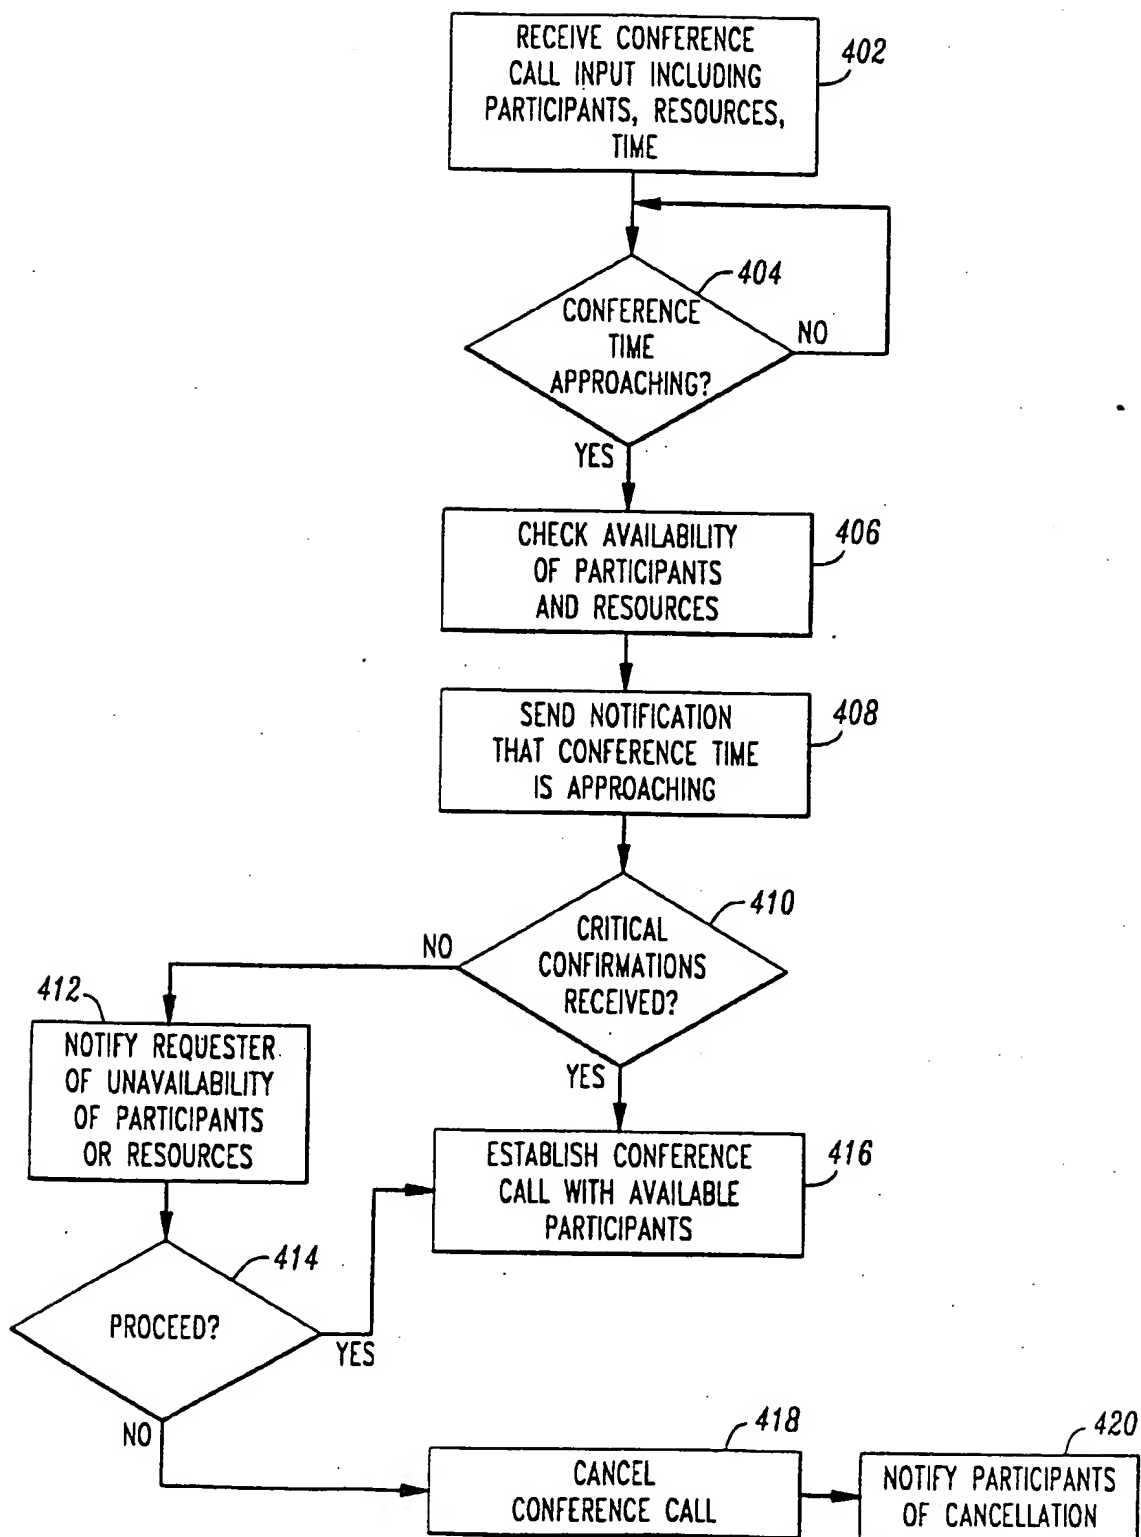 RECEIVE CONFERENCE
CALL INPUT INCLUDING
PARTICIPANTS, RESOURCES,
TIME
402
404
CONFERENCE
TIME
APPROACHING?
NO
YES
CHECK AVAILABILITY
OF PARTICIPANTS
AND RESOURCES
406
SEND NOTIFICATION
THAT CONFERENCE TIME
IS APPROACHING
408
410
CRITICAL
CONFIRMATIONS
RECEIVED?
NO
YES
412
NOTIFY REQUESTER
OF UNAVAILABILITY
OF PARTICIPANTS
OR RESOURCES
ESTABLISH CONFERENCE
CALL WITH AVAILABLE
PARTICIPANTS
416
414
PROCEED?
YES
NO
418
CANCEL
CONFERENCE CALL
420
NOTIFY PARTICIPANTS
OF CANCELLATION